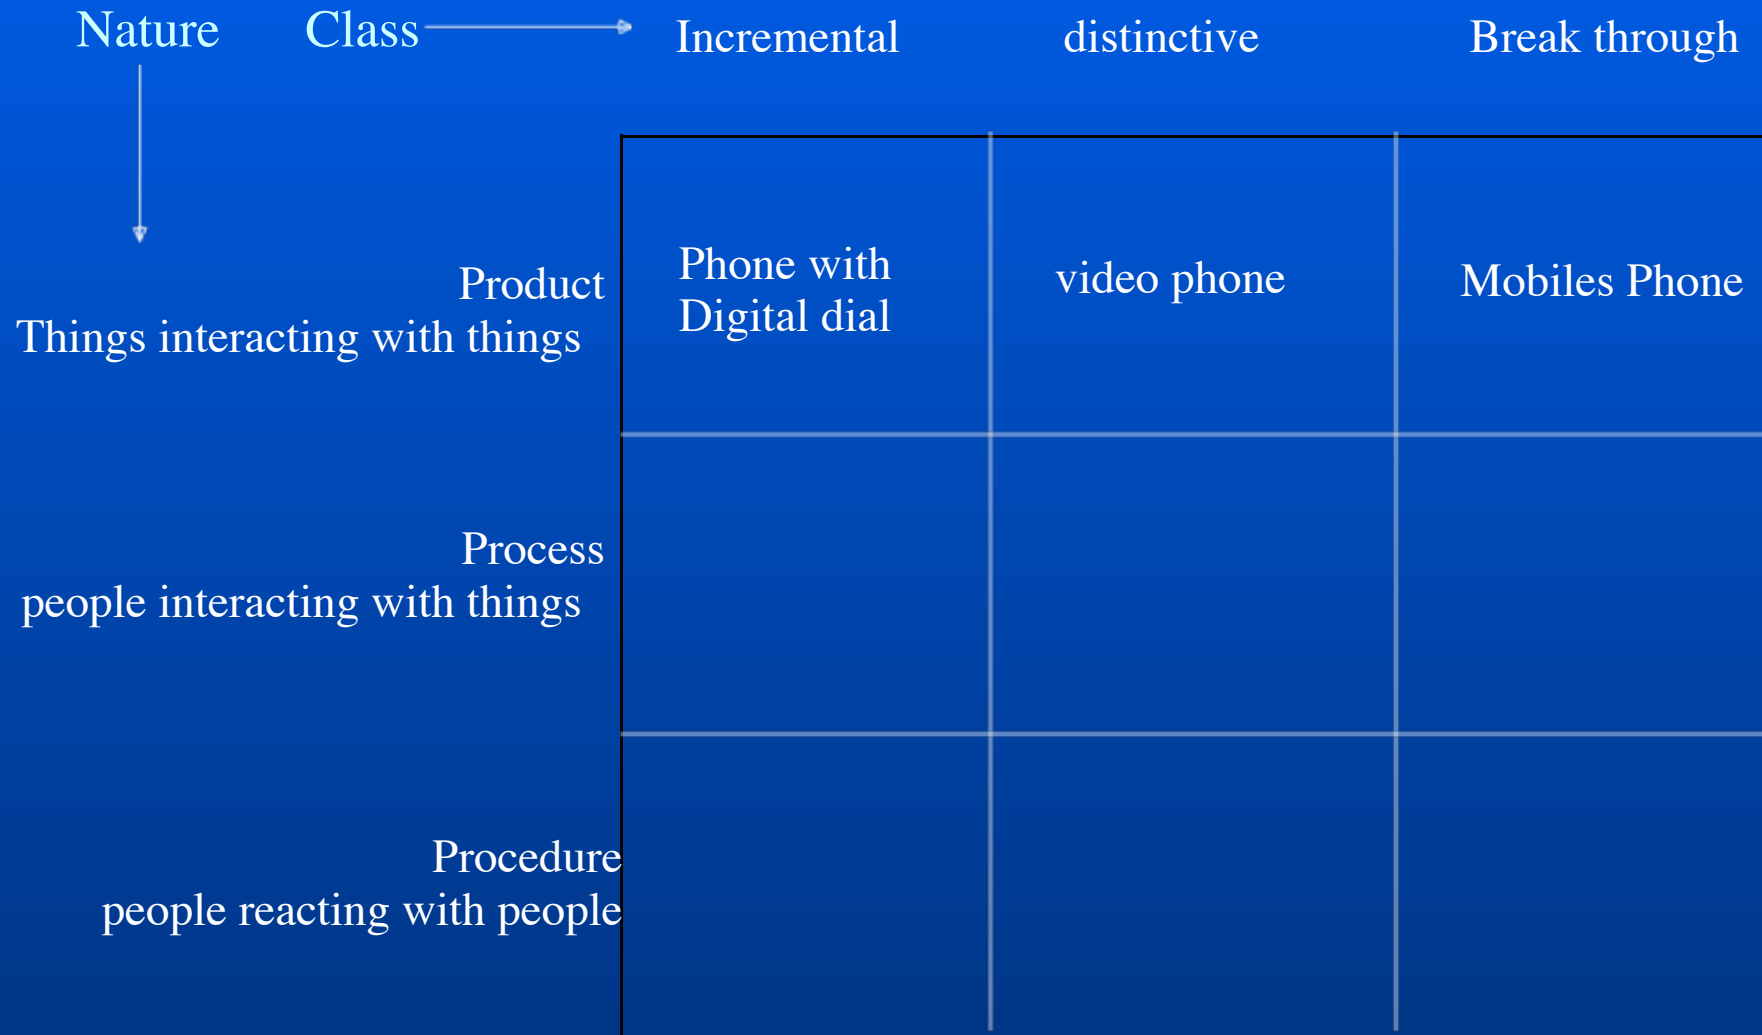 Nature Class Incremental distinctive Break through
Product
Things interacting with things
Phone with
Digital dial
video phone
Mobiles Phone
Process
people interacting with things
Procedure
people reacting with people